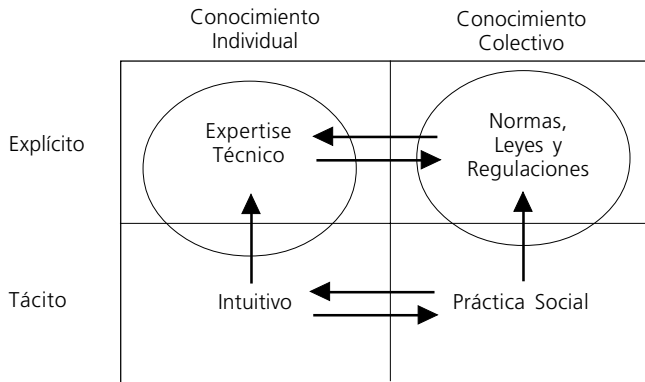 Conocimiento
Individual
Conocimiento
Colectivo
Explícito
Expertise
Técnico
Normas,
Leyes y
Regulaciones
Tácito
Intuitivo
Práctica Social